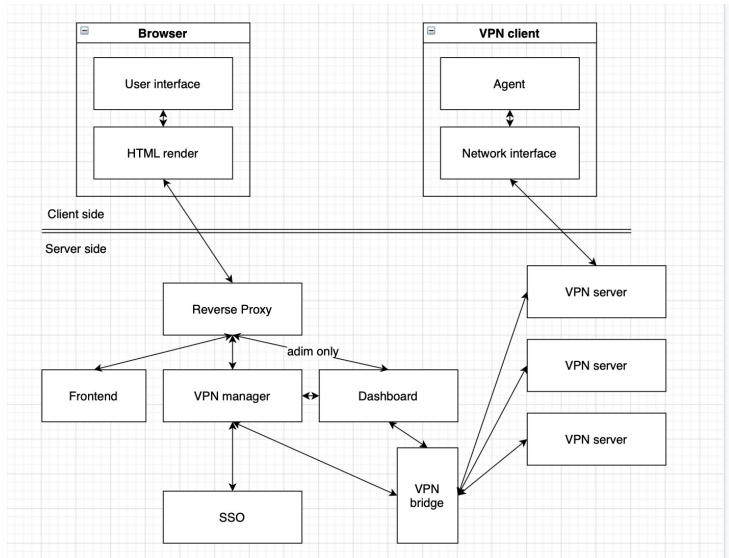 Browser
VPN client
User interface
Agent
HTML render
Network interface
Client side
Server side
VPN server
Reverse Proxy
adim only
VPN server
Frontend
VPN manager
Dashboard
VPN server
VPN
bridge
SSO